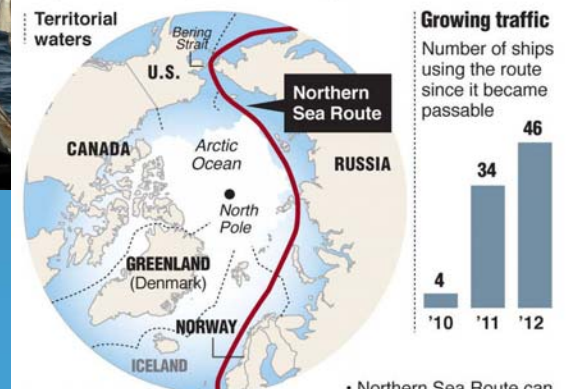 Territorial
waters
Bering
Strait
U.S.
Northern
Sea Route
CANADA
Arctic
Ocean
RUSSIA
North
Pole
GREENLAND
(Denmark)
NORWAY
ICELAND
Growing traffic
Number of ships
using the route
since it became
passable
46
34
4
’10 ’11 ’12
• Northern Sea Route can